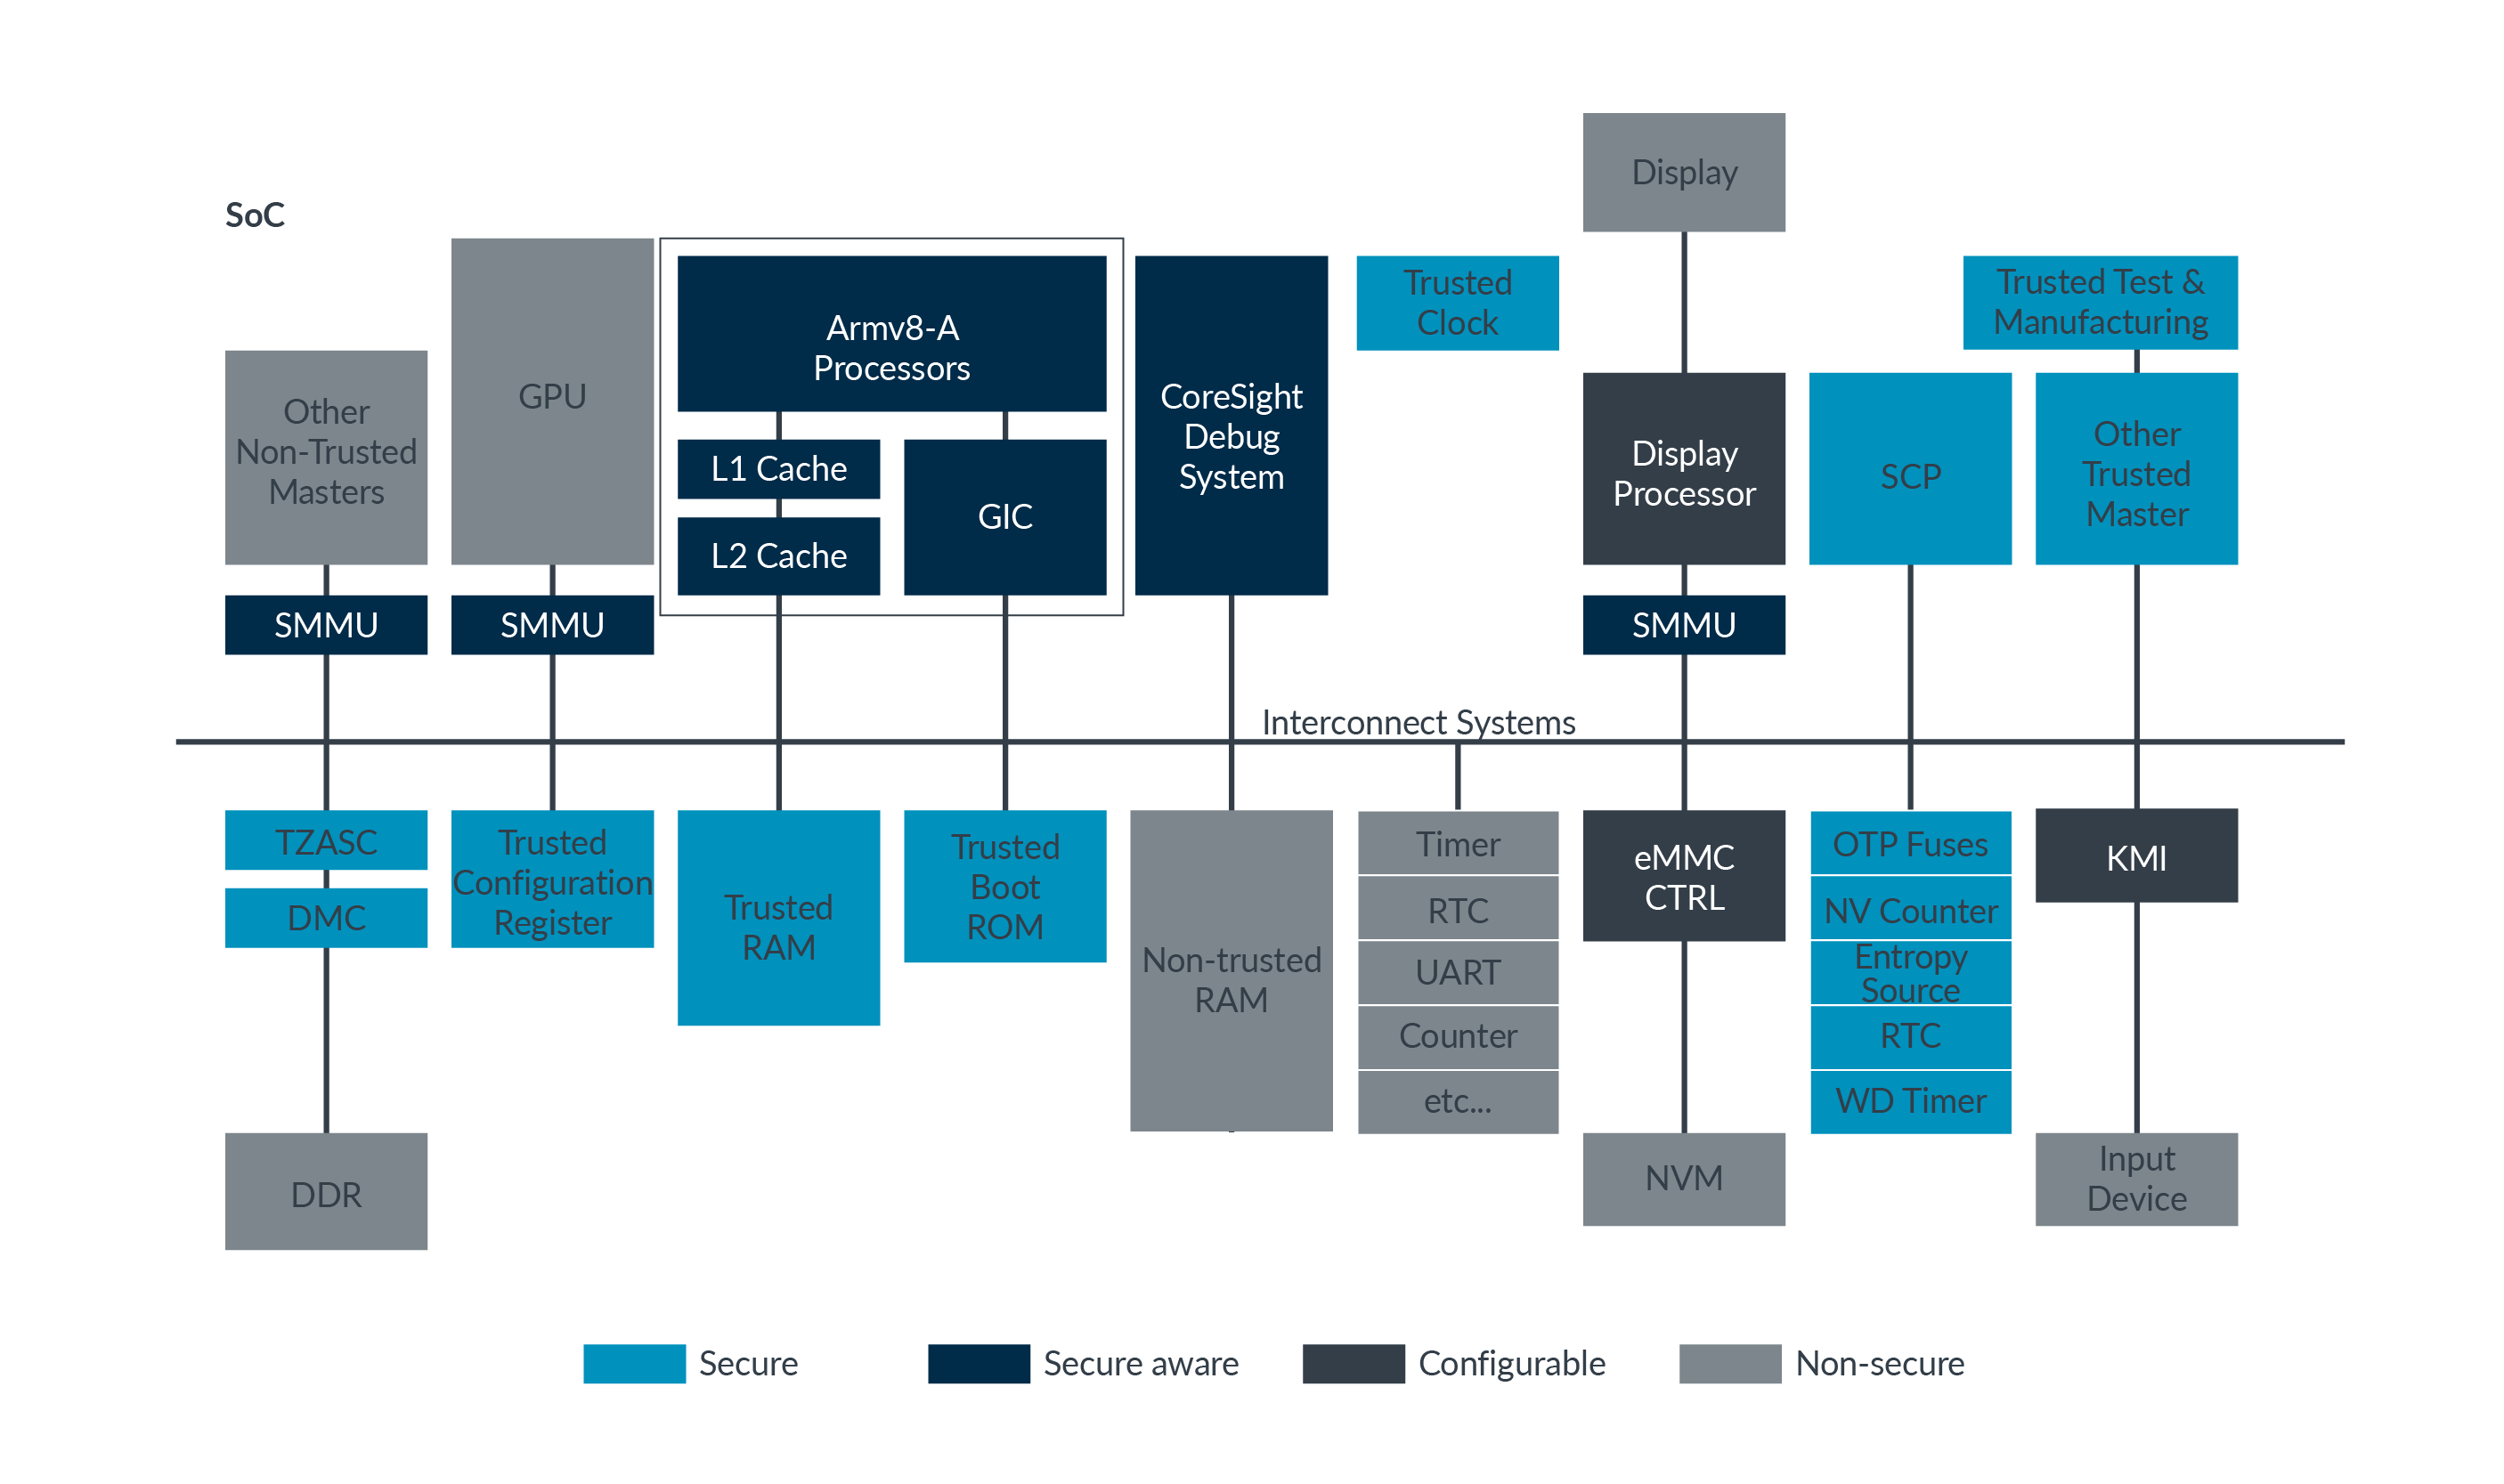 Display
SoC
Trusted
Clock
Trusted Test &
Manufacturing
Armv8-A
Processors
GPU
CoreSight
Debug
System
Other
Non-Trusted
Masters
L1 Cache
L2 Cache
GIC
Display
Processor
SCP
Other
Trusted
Master
SMMU
SMMU
SMMU
Interconnect Systems
TZASC
DMC
Trusted
Configuration
Register
Trusted
RAM
Trusted
Boot
ROM
Non-trusted
RAM
Timer
RTC
UART
Counter
etc...
eMMC
CTRL
OTP Fuses
NV Counter
Entropy
Source
RTC
WD Timer
KMI
DDR
NVM
Input
Device
Secure
Secure aware
Configurable
Non-secure